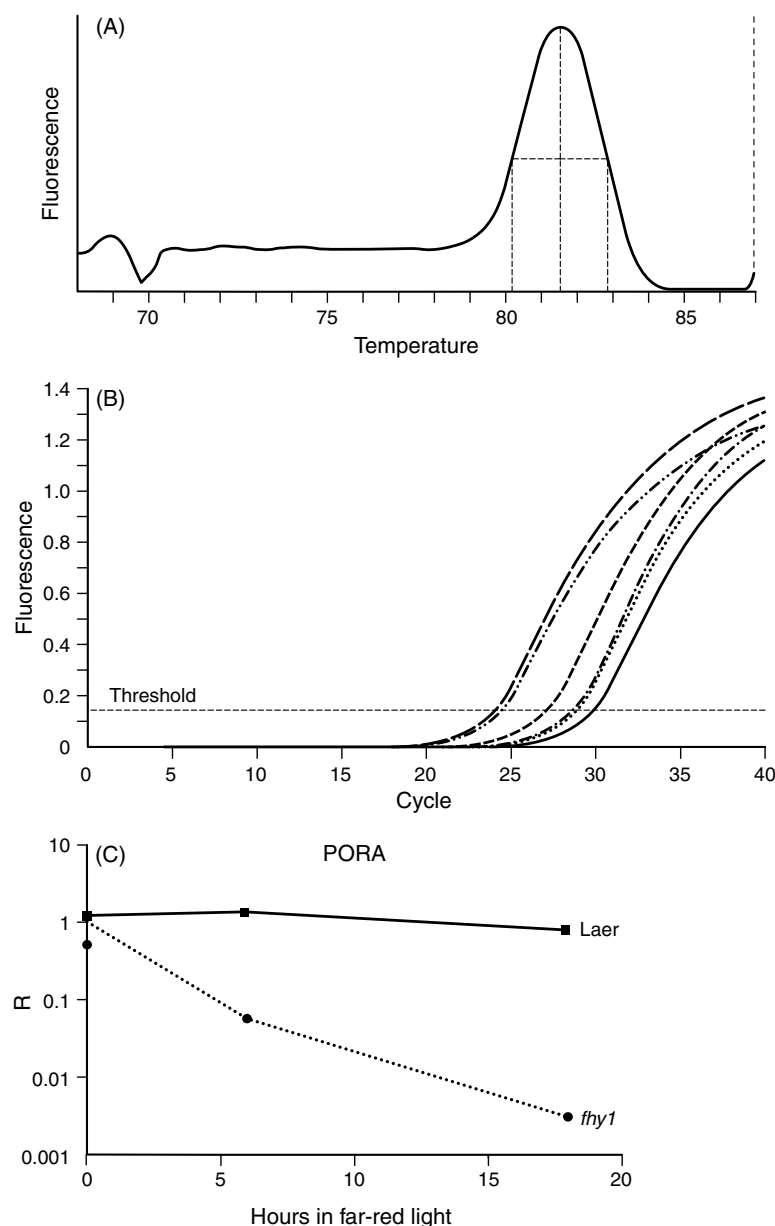 (A)
Fluorescence
70 75 80 85
Temperature
(B)
1.4
1.2
1.0
0.8
0.6
0.4
0.2
0
Fluorescence
Threshold
0 5 10 15 20 25 30 35 40
Cycle
(C)
PORA
10
1
0.1
0.01
0.001
R
Laer
fhy1
0 5 10 15 20
Hours in far-red light